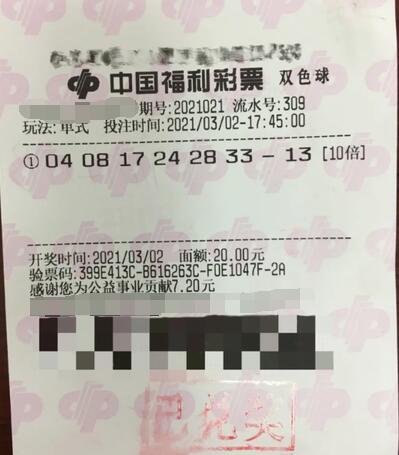 中国福利彩票 双色球
期号:2021021 流水号:309
玩法:单式 投注时间:2021/03/02-17:45:00
① 04 08 17 24 28 33 - 13 [10倍]
开奖时间:2021/03/02 面额:20.00元
验票码:399E413C-B616263C-F0E1047F-2A
感谢您为公益事业贡献7.20元
已兑奖